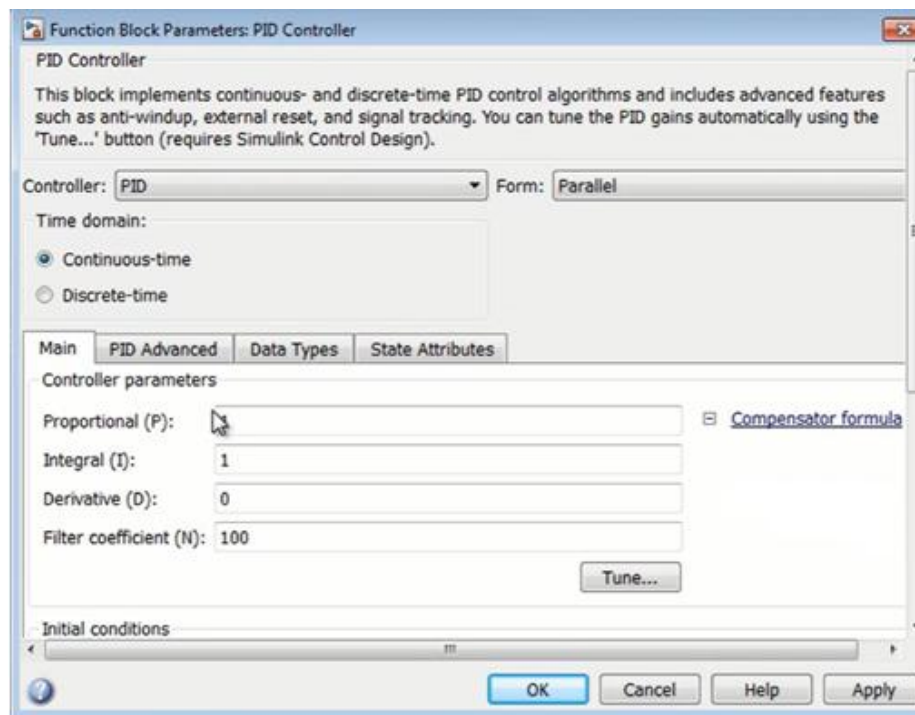 Function Block Parameters: PID Controller
PID Controller
This block implements continuous- and discrete-time PID control algorithms and includes advanced features
such as anti-windup, external reset, and signal tracking. You can tune the PID gains automatically using the
'Tune...' button (requires Simulink Control Design).
Controller: PID Form: Parallel
Time domain:
Continuous-time
Discrete-time
Main PID Advanced Data Types State Attributes
Controller parameters
Proportional (P): Compensator formula
Integral (I): 1
Derivative (D): 0
Filter coefficient (N): 100
Tune...
Initial conditions
OK Cancel Help Apply